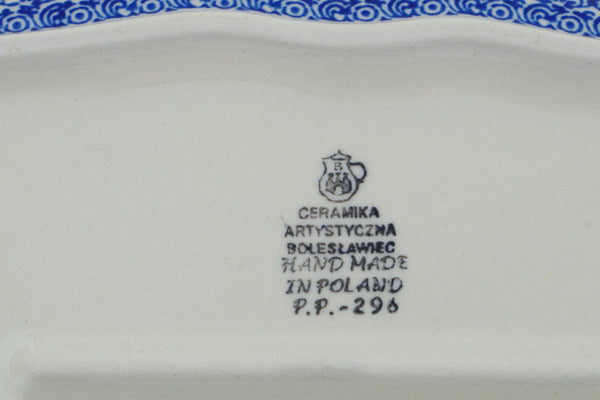 B
CERAMIKA
ARTYSTYCZNA
BOLESŁAWIEC
HAND MADE
IN POLAND
P.P.-296